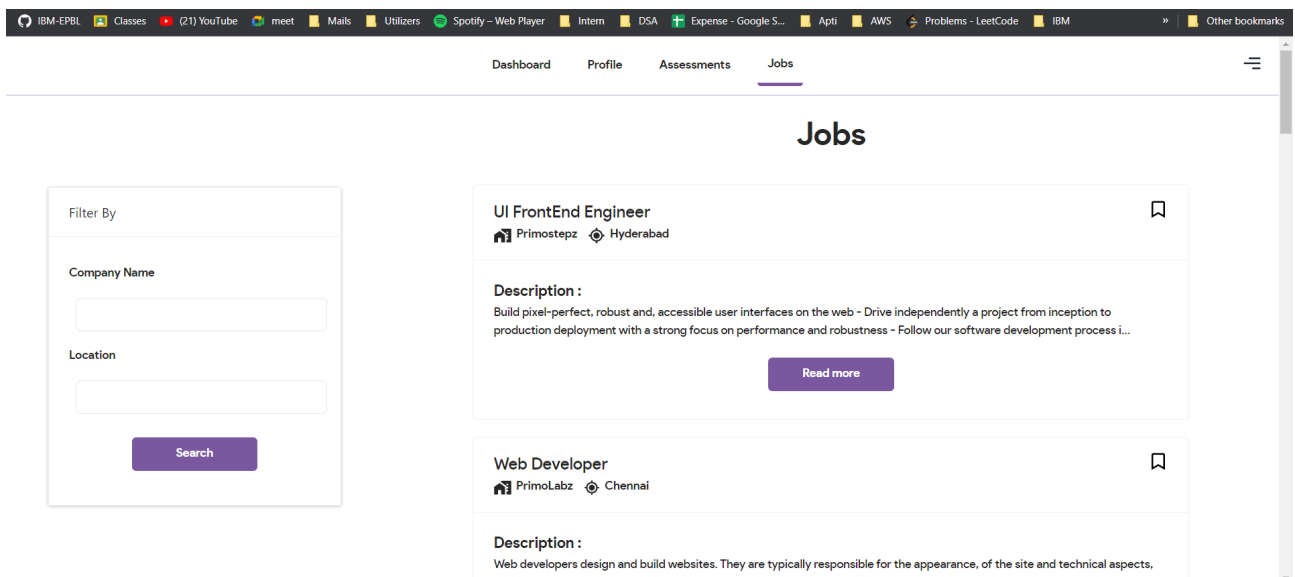 IBM-EPBL Classes (21) YouTube meet Mails Utilizers Spotify – Web Player Intern DSA Expense - Google S... Apti AWS Problems - LeetCode IBM » Other bookmarks
Dashboard Profile Assessments Jobs
Jobs
Filter By
Company Name
Location
Search
UI FrontEnd Engineer
Primostepz Hyderabad
Description :
Build pixel-perfect, robust and, accessible user interfaces on the web - Drive independently a project from inception to
production deployment with a strong focus on performance and robustness - Follow our software development process i...
Read more
Web Developer
PrimoLabz Chennai
Description :
Web developers design and build websites. They are typically responsible for the appearance, of the site and technical aspects,